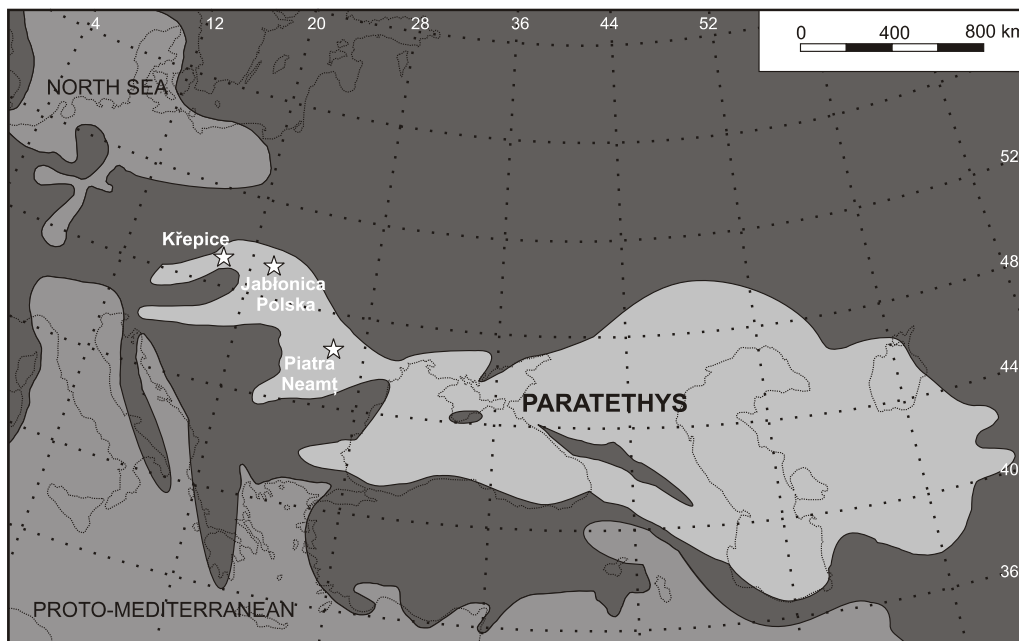 4 12 20 28 36 44 52
0 400 800 km
NORTH SEA
52
Křepice
48
Jabłonica
Polska
Piatra
Neamț
44
PARATETHYS
40
36
PROTO-MEDITERRANEAN